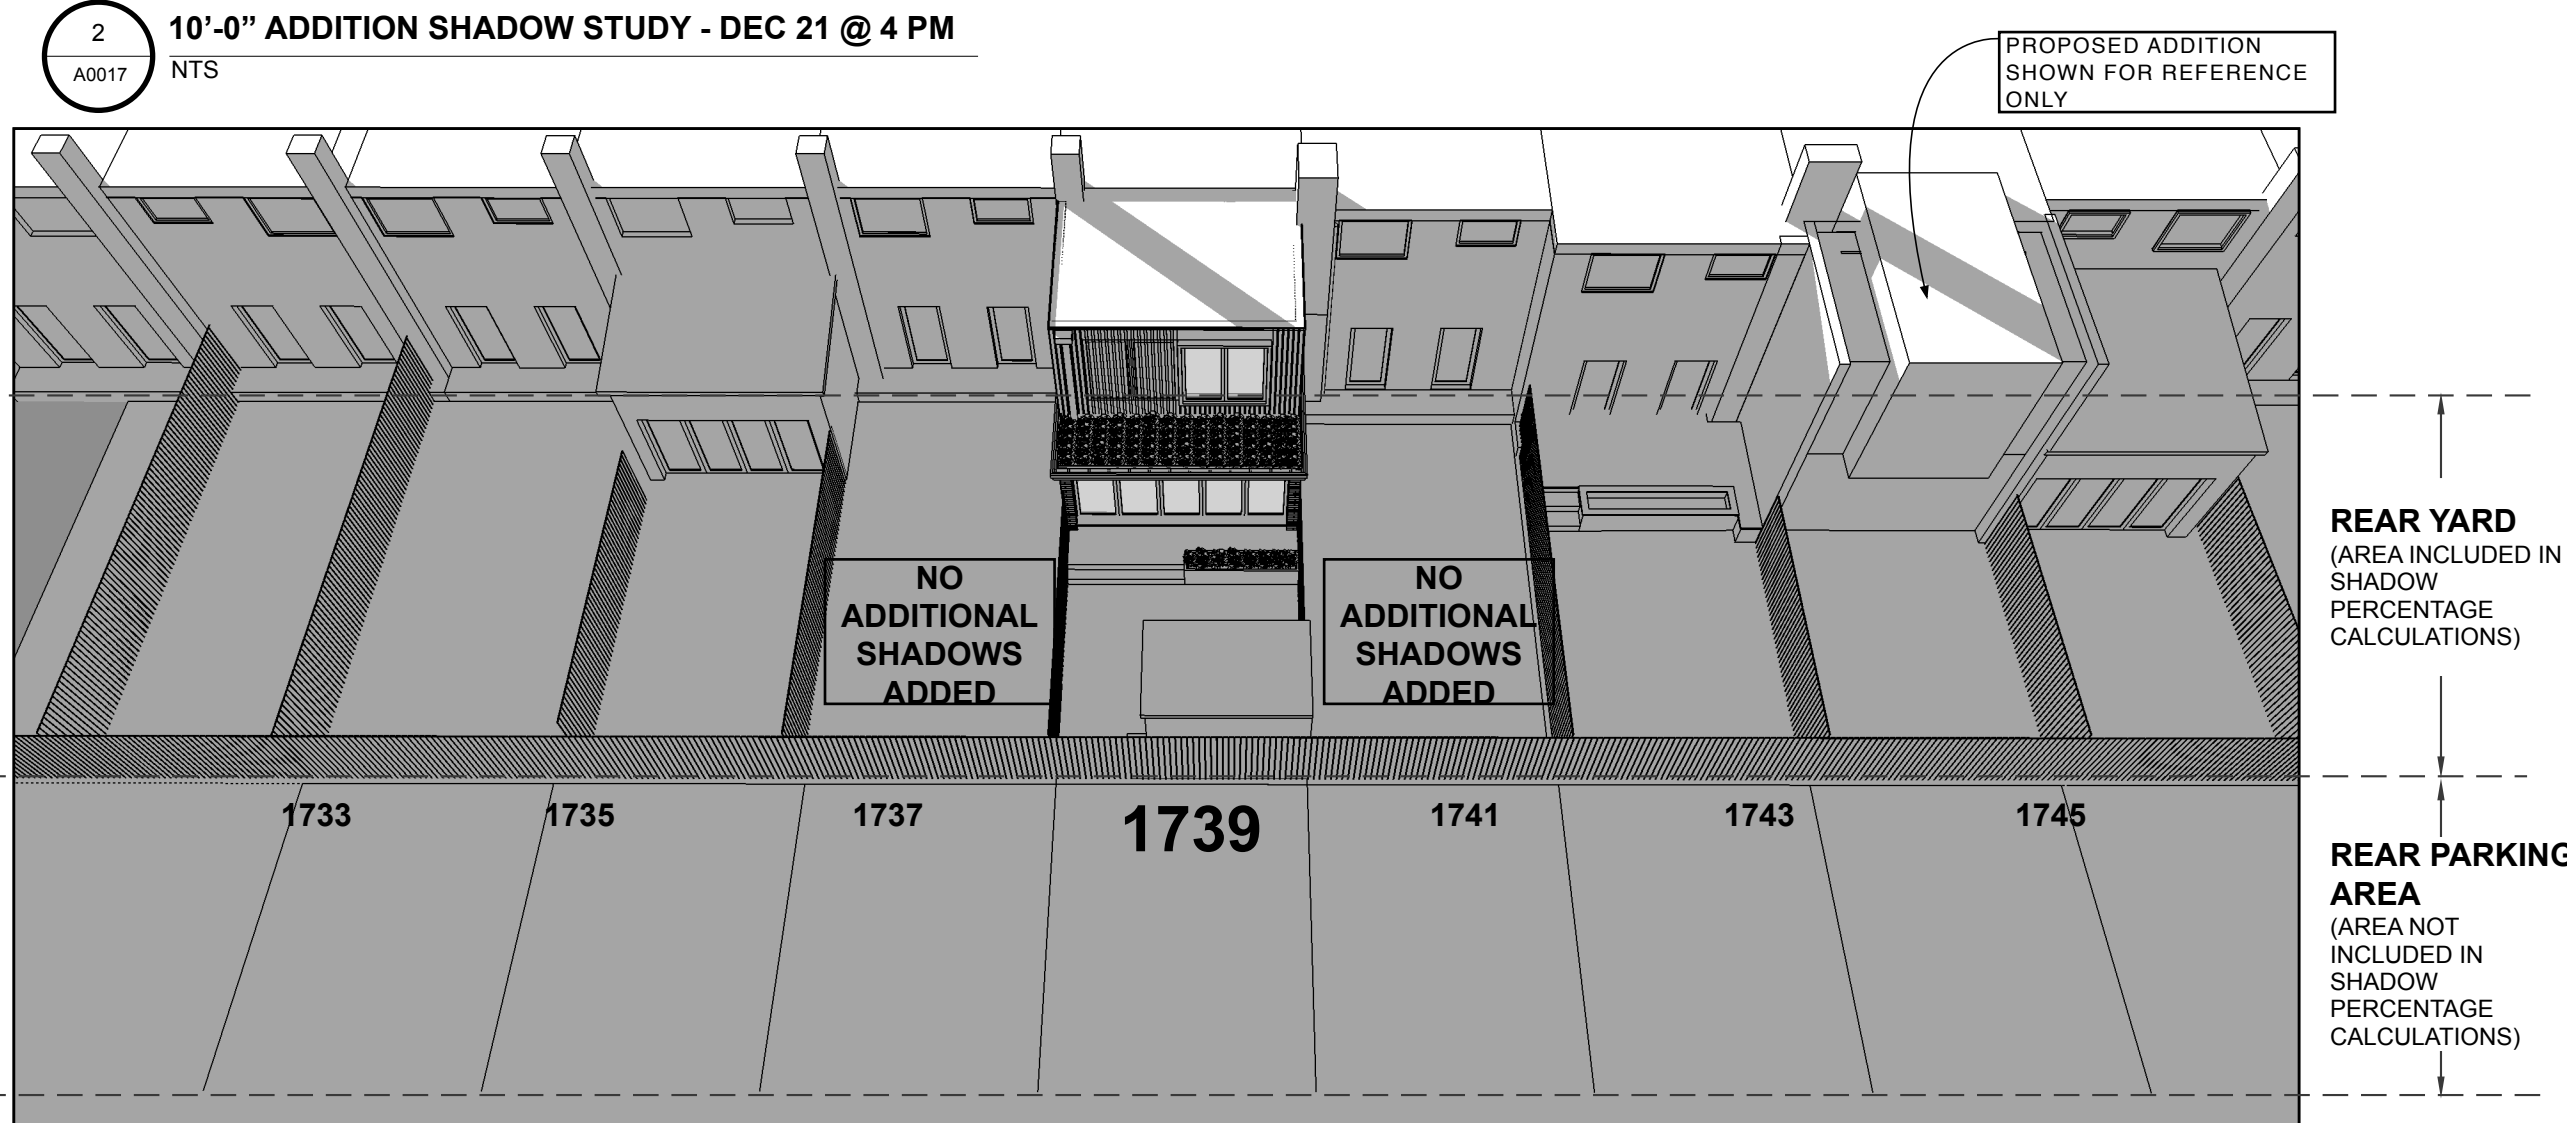 2
A0017
10’-0” ADDITION SHADOW STUDY - DEC 21 @ 4 PM
NTS
PROPOSED ADDITION
SHOWN FOR REFERENCE
ONLY
NO
ADDITIONAL
SHADOWS
ADDED
NO
ADDITIONAL
SHADOWS
ADDED
REAR YARD
(AREA INCLUDED IN
SHADOW
PERCENTAGE
CALCULATIONS)
1733
1735
1737
1739
1741
1743
1745
REAR PARKING
AREA
(AREA NOT
INCLUDED IN
SHADOW
PERCENTAGE
CALCULATIONS)